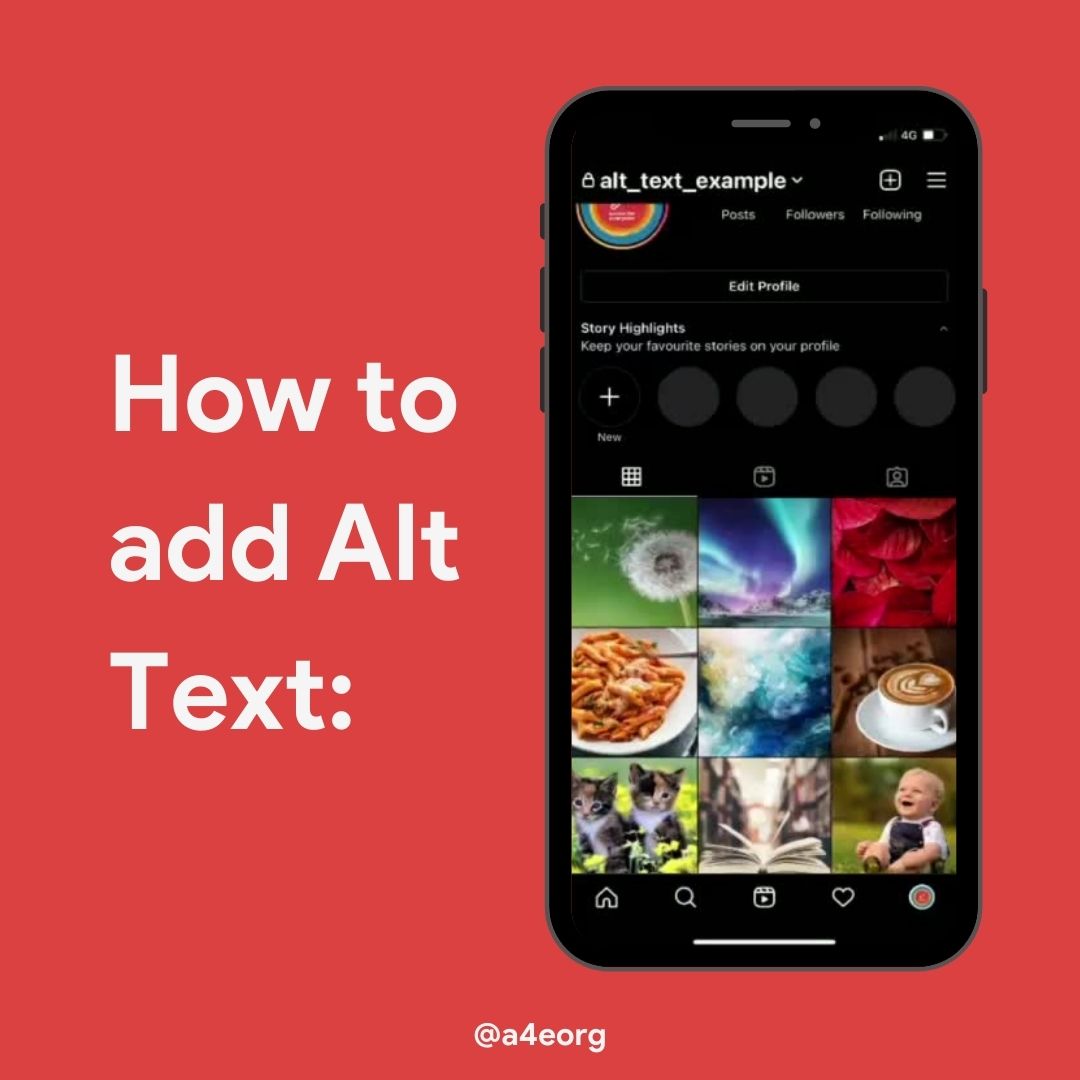 How to
add Alt
Text:
4G
alt_text_example
Posts Followers Following
Edit Profile
Story Highlights
Keep your favourite stories on your profile
New
@a4eorg